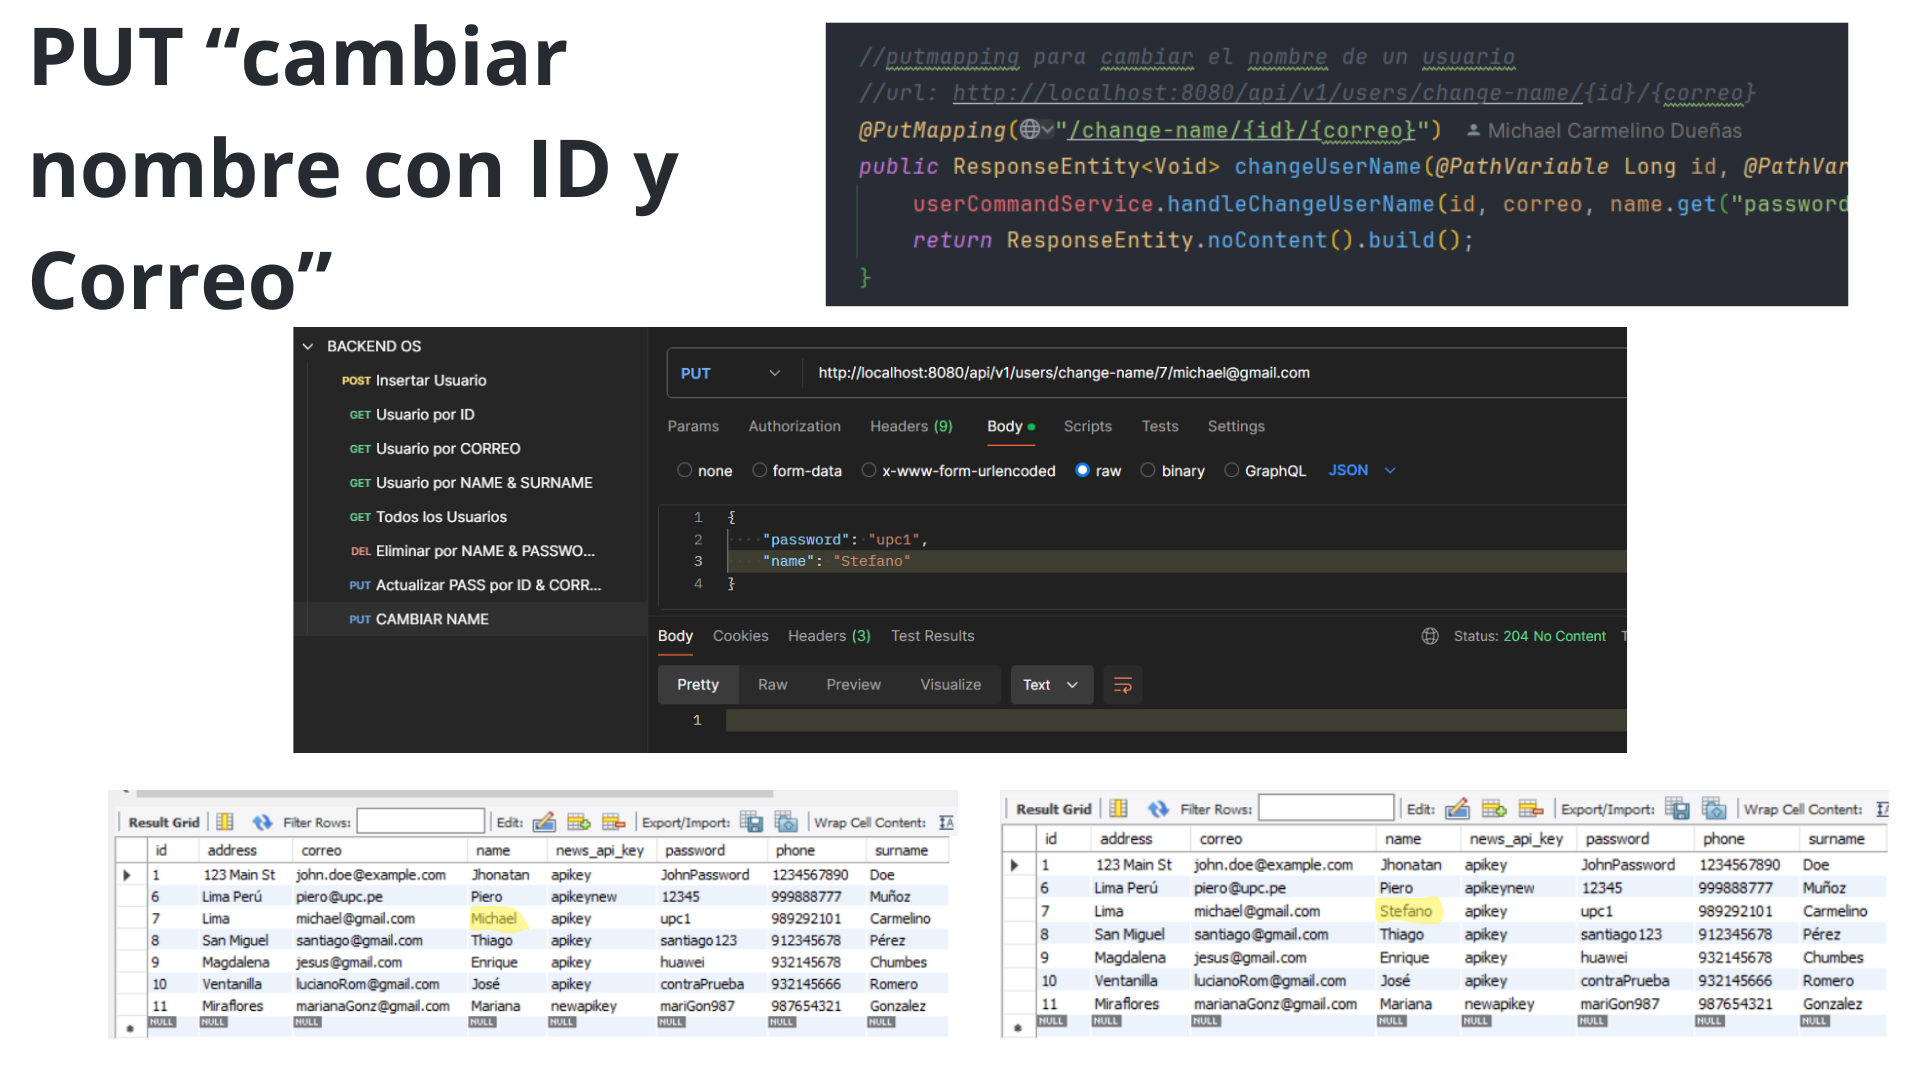 PUT “cambiar
nombre con ID y
Correo”
//putmapping para cambiar el nombre de un usuario
//url: http://localhost:8080/api/v1/users/change-name/{id}/{correo}
@PutMapping("/change-name/{id}/{correo}") Michael Carmelino Dueñas
public ResponseEntity<Void> changeUserName(@PathVariable Long id, @PathVar
userCommandService.handleChangeUserName(id, correo, name.get("password
return ResponseEntity.noContent().build();
}
BACKEND OS
POST Insertar Usuario
GET Usuario por ID
GET Usuario por CORREO
GET Usuario por NAME & SURNAME
GET Todos los Usuarios
DEL Eliminar por NAME & PASSWO...
PUT Actualizar PASS por ID & CORR...
PUT CAMBIAR NAME
PUT http://localhost:8080/api/v1/users/change-name/7/michael@gmail.com
Params Authorization Headers (9) Body Scripts Tests Settings
none form-data x-www-form-urlencoded raw binary GraphQL JSON
1 {
2 "password": "upc1",
3 "name": "Stefano"
4 }
Body Cookies Headers (3) Test Results Status: 204 No Content T
Pretty Raw Preview Visualize Text
1
Result Grid Filter Rows: Edit: Export/Import: Wrap Cell Content: IA
id address correo name news_api_key password phone surname
1 123 Main St john.doe@example.com Jhonatan apikey JohnPassword 1234567890 Doe
6 Lima Perú piero@upc.pe Piero apikeynew 12345 999888777 Muñoz
7 Lima michael@gmail.com Michael apikey upc1 989292101 Carmelino
8 San Miguel santiago@gmail.com Thiago apikey santiago123 912345678 Pérez
9 Magdalena jesus@gmail.com Enrique apikey huawei 932145678 Chumbes
10 Ventanilla lucianoRom@gmail.com José apikey contraPrueba 932145666 Romero
11 Miraflores marianaGonz@gmail.com Mariana newapikey mariGon987 987654321 Gonzalez
NULL NULL NULL NULL NULL NULL NULL NULL
Result Grid Filter Rows: Edit: Export/Import: Wrap Cell Content:
id address correo name news_api_key password phone surname
1 123 Main St john.doe@example.com Jhonatan apikey JohnPassword 1234567890 Doe
6 Lima Perú piero@upc.pe Piero apikeynew 12345 999888777 Muñoz
7 Lima michael@gmail.com Stefano apikey upc1 989292101 Carmelino
8 San Miguel santiago@gmail.com Thiago apikey santiago123 912345678 Pérez
9 Magdalena jesus@gmail.com Enrique apikey huawei 932145678 Chumbes
10 Ventanilla lucianoRom@gmail.com José apikey contraPrueba 932145666 Romero
11 Miraflores marianaGonz@gmail.com Mariana newapikey mariGon987 987654321 Gonzalez
NULL NULL NULL NULL NULL NULL NULL NULL